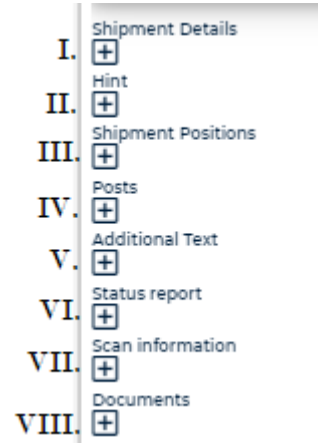 Shipment Details
I.
Hint
II.
Shipment Positions
III.
Posts
IV.
Additional Text
V.
Status report
VI.
Scan information
VII.
Documents
VIII.